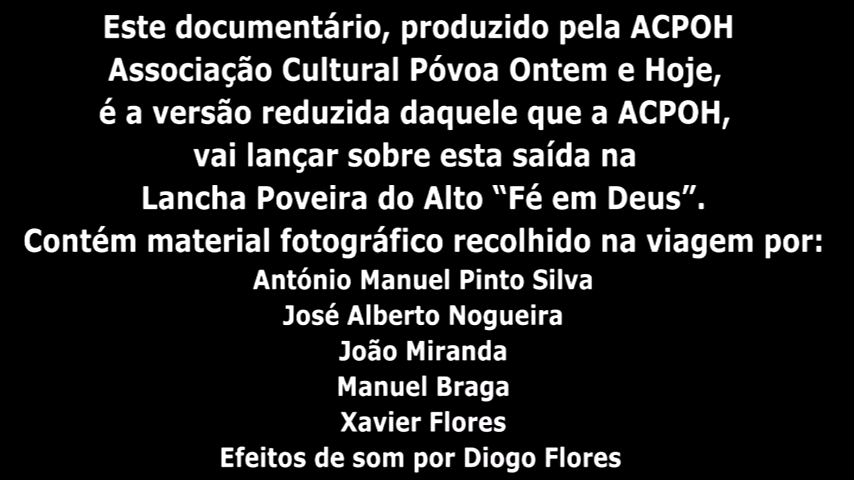 Este documentário, produzido pela ACPOH
Associação Cultural Póvoa Ontem e Hoje,
é a versão reduzida daquele que a ACPOH,
vai lançar sobre esta saída na
Lancha Poveira do Alto “Fé em Deus”.
Contém material fotográfico recolhido na viagem por:
António Manuel Pinto Silva
José Alberto Nogueira
João Miranda
Manuel Braga
Xavier Flores
Efeitos de som por Diogo Flores